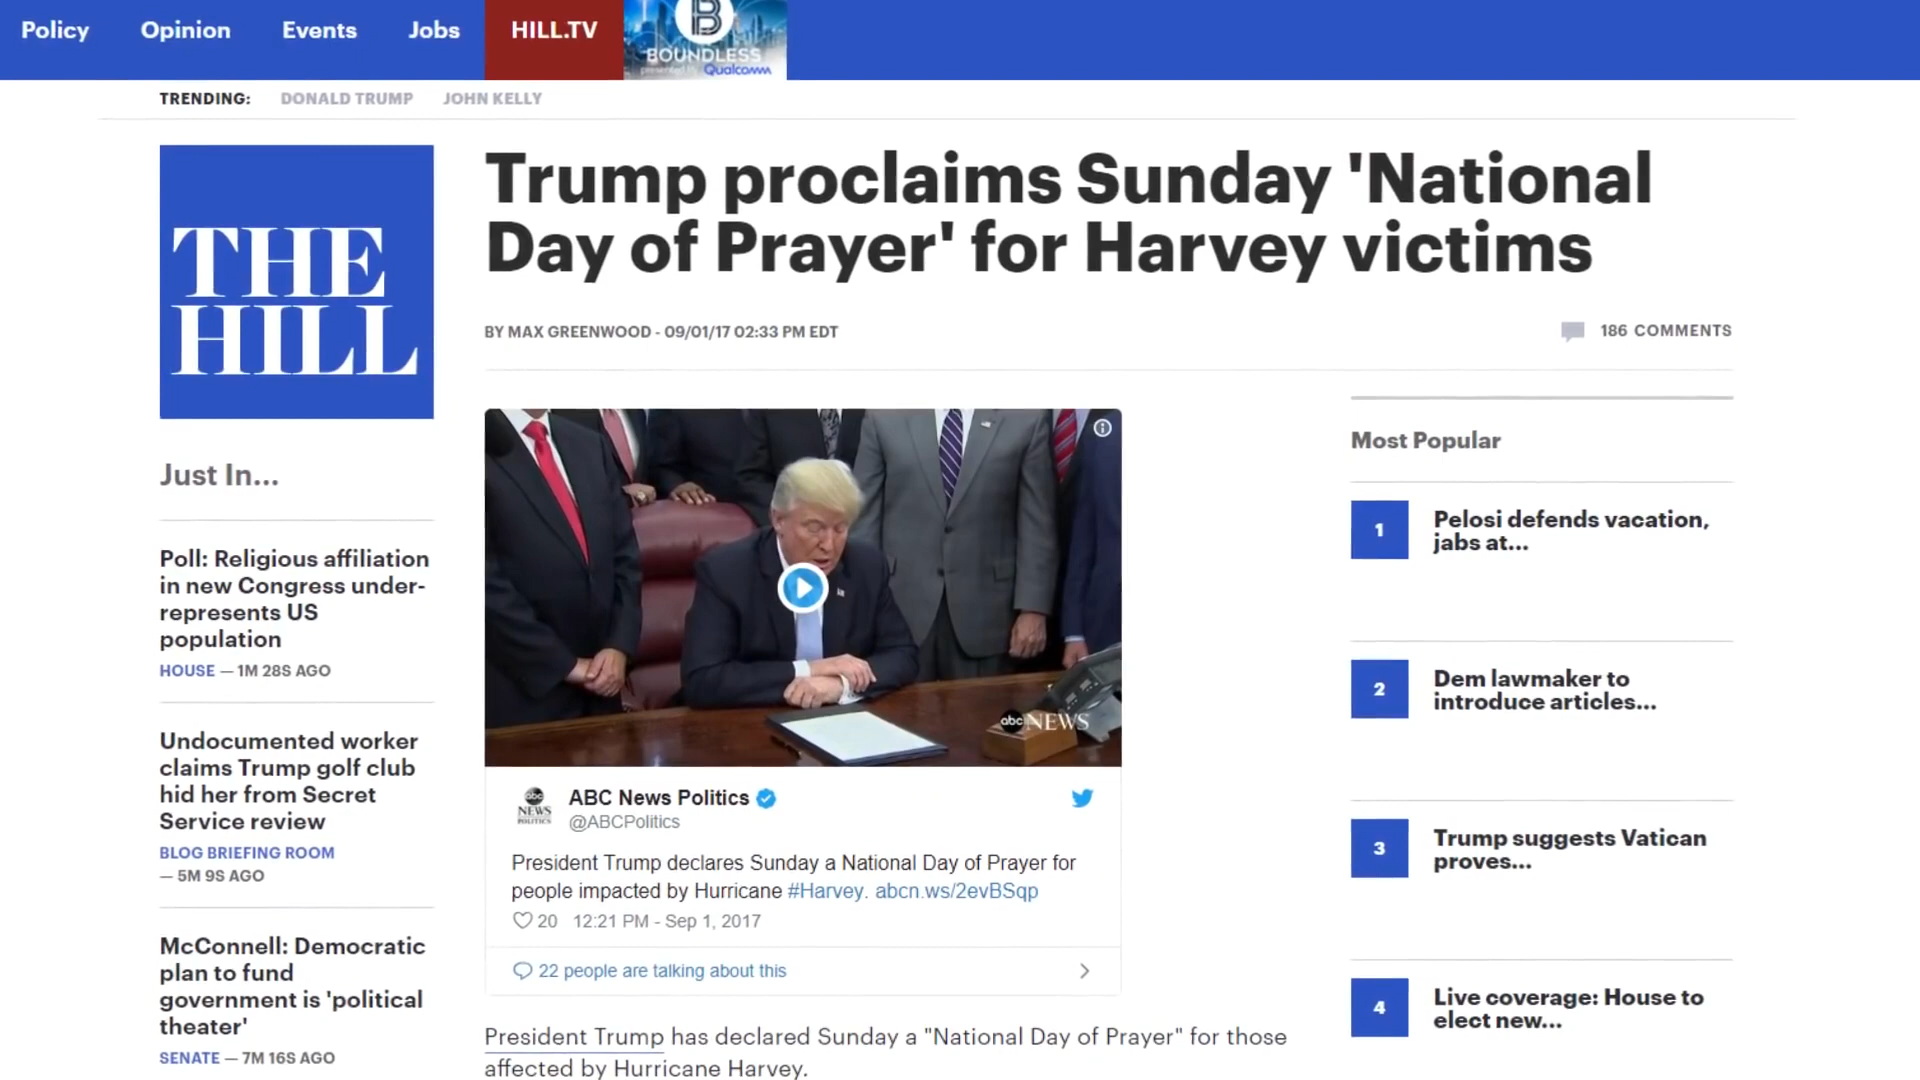 Policy
Opinion
Events
Jobs
HILL.TV
B
BOUNDLESS
presented by Qualcomm
TRENDING:
DONALD TRUMP
JOHN KELLY
THE
HILL
Trump proclaims Sunday 'National
Day of Prayer' for Harvey victims
BY MAX GREENWOOD - 09/01/17 02:33 PM EDT
186 COMMENTS
Just In...
Poll: Religious affiliation
in new Congress under-
represents US
population
HOUSE — 1M 28S AGO
Undocumented worker
claims Trump golf club
hid her from Secret
Service review
BLOG BRIEFING ROOM
— 5M 9S AGO
McConnell: Democratic
plan to fund
government is 'political
theater'
SENATE — 7M 16S AGO
abc NEWS
abc
NEWS
POLITICS
ABC News Politics
@ABCPolitics
President Trump declares Sunday a National Day of Prayer for
people impacted by Hurricane #Harvey. abcn.ws/2evBSqp
20 12:21 PM - Sep 1, 2017
22 people are talking about this
President Trump has declared Sunday a "National Day of Prayer" for those
affected by Hurricane Harvey.
Most Popular
1
Pelosi defends vacation,
jabs at...
2
Dem lawmaker to
introduce articles...
3
Trump suggests Vatican
proves...
4
Live coverage: House to
elect new...